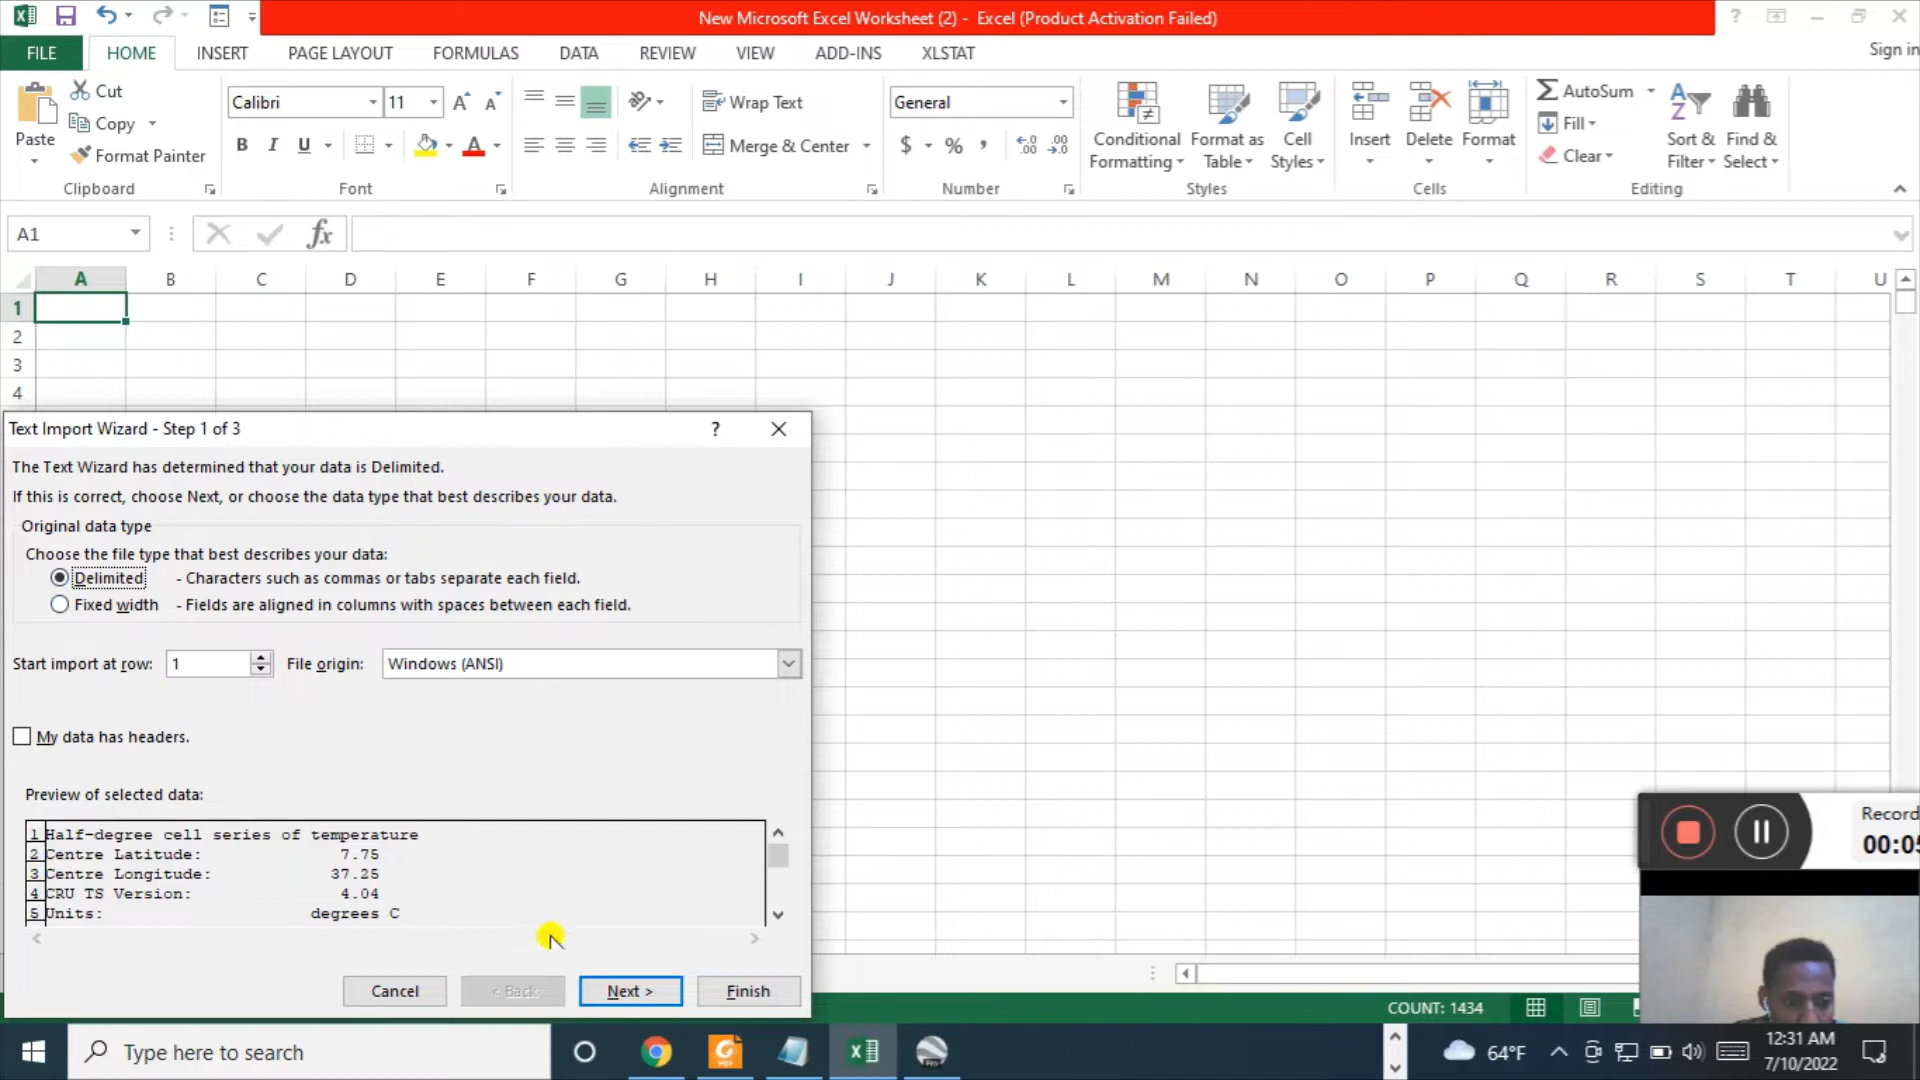 New Microsoft Excel Worksheet (2) - Excel (Product Activation Failed)
?
FILE HOME INSERT PAGE LAYOUT FORMULAS DATA REVIEW VIEW ADD-INS XLSTAT Sign in
Paste
Cut
Copy
Format Painter
Clipboard
Calibri 11
B I U A
Font
Wrap Text
Merge & Center
Alignment
General
$ % ,
Number
Conditional Formatting
Format as Table
Cell Styles
Styles
Insert
Delete
Format
Cells
AutoSum
Fill
Clear
Sort & Filter
Find & Select
Editing
A1 fx
A B C D E F G H I J K L M N O P Q R S T U
1
2
3
4
Text Import Wizard - Step 1 of 3 ?
The Text Wizard has determined that your data is Delimited.
If this is correct, choose Next, or choose the data type that best describes your data.
Original data type
Choose the file type that best describes your data:
Delimited - Characters such as commas or tabs separate each field.
Fixed width - Fields are aligned in columns with spaces between each field.
Start import at row: 1 File origin: Windows (ANSI)
My data has headers.
Preview of selected data:
1 Half-degree cell series of temperature
2 Centre Latitude: 7.75
3 Centre Longitude: 37.25
4 CRU TS Version: 4.04
5 Units: degrees C
Cancel < Back Next > Finish
Record
00:05
COUNT: 1434
Type here to search
PDF
64°F
12:31 AM
7/10/2022